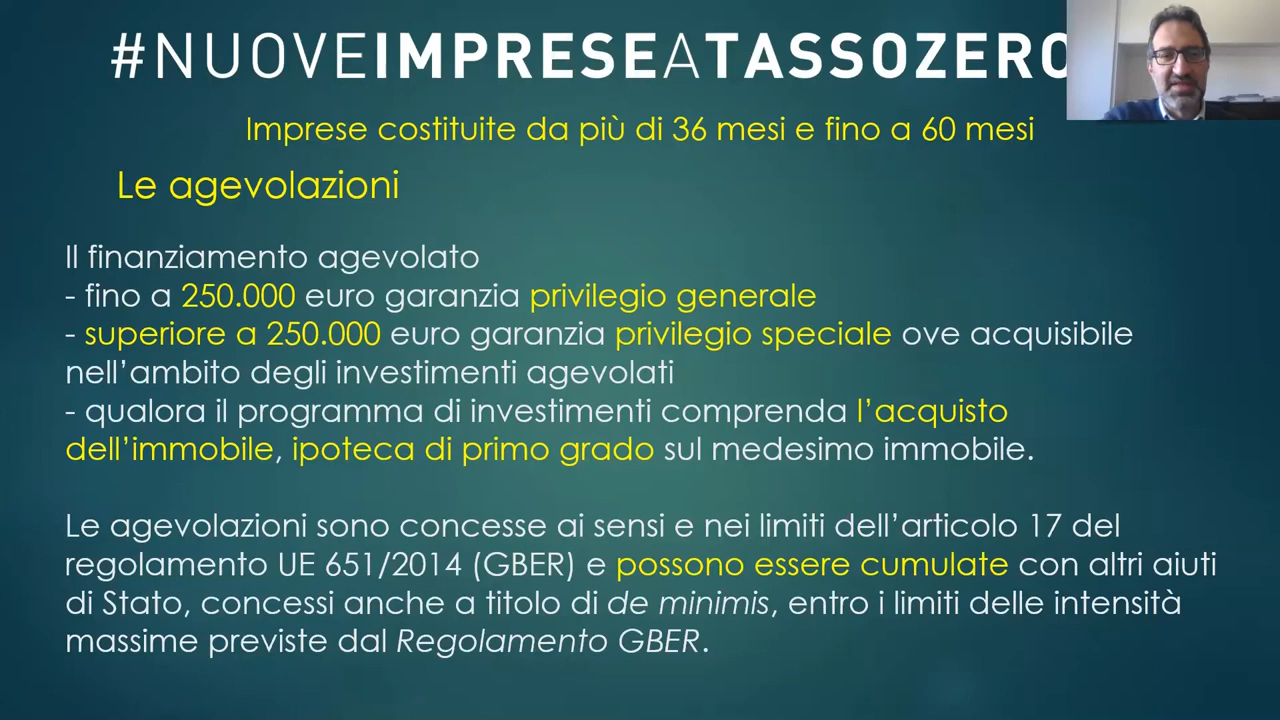 #NUOVEIMPRESEATASSOZERO
Imprese costituite da più di 36 mesi e fino a 60 mesi
Le agevolazioni
Il finanziamento agevolato
- fino a 250.000 euro garanzia privilegio generale
- superiore a 250.000 euro garanzia privilegio speciale ove acquisibile
nell’ambito degli investimenti agevolati
- qualora il programma di investimenti comprenda l’acquisto
dell’immobile, ipoteca di primo grado sul medesimo immobile.
Le agevolazioni sono concesse ai sensi e nei limiti dell’articolo 17 del
regolamento UE 651/2014 (GBER) e possono essere cumulate con altri aiuti
di Stato, concessi anche a titolo di de minimis, entro i limiti delle intensità
massime previste dal Regolamento GBER.